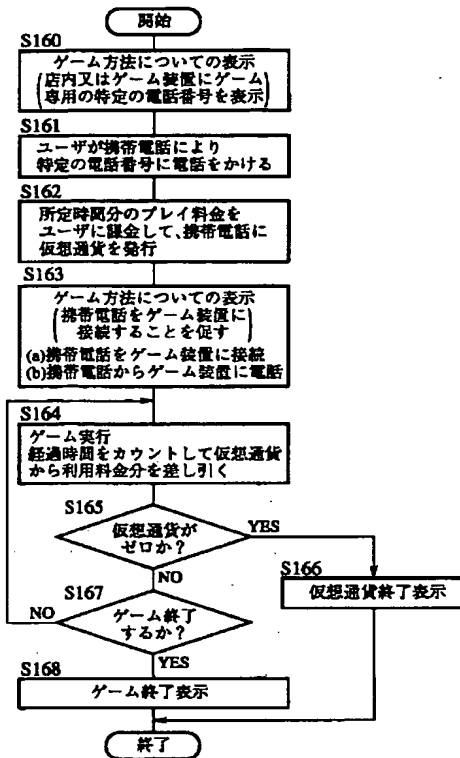 開始
S160
ゲーム方法についての表示
(店内又はゲーム装置にゲーム
専用の特定の電話番号を表示)
S161
ユーザが携帯電話により
特定の電話番号に電話をかける
S162
所定時間分のプレイ料金を
ユーザに課金して、携帯電話に
仮想通貨を発行
S163
ゲーム方法についての表示
(携帯電話をゲーム装置に
接続することを促す)
(a)携帯電話をゲーム装置に接続
(b)携帯電話からゲーム装置に電話
S164
ゲーム実行
経過時間をカウントして仮想通貨
から利用料金分を差し引く
S165
仮想通貨が
ゼロか?
YES
NO
S166
仮想通貨終了表示
S167
ゲーム終了
するか?
NO
YES
S168
ゲーム終了表示
終了